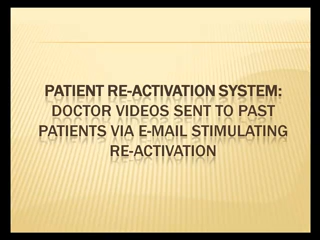 PATIENT RE-ACTIVATION SYSTEM:
DOCTOR VIDEOS SENT TO PAST
PATIENTS VIA E-MAIL STIMULATING
RE-ACTIVATION